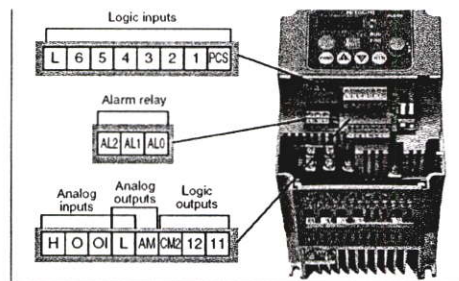 Logic inputs
L 6 5 4 3 2 1 PCS
Alarm relay
AL2 AL1 AL0
Analog inputs
Analog outputs
Logic outputs
H O OI L AM CM2 12 11